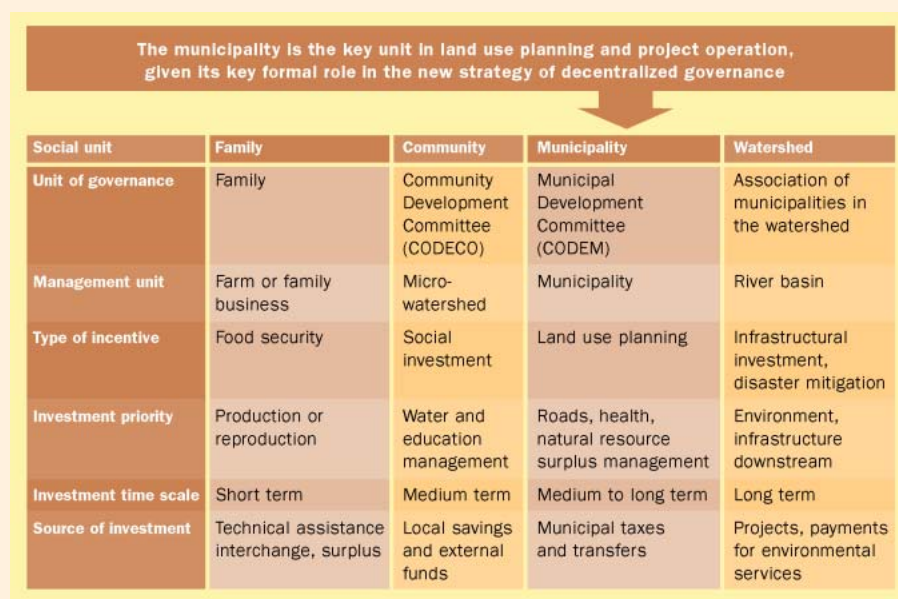 The municipality is the key unit in land use planning and project operation,
given its key formal role in the new strategy of decentralized governance
Social unit
Family
Community
Municipality
Watershed
Unit of governance
Family
Community
Development
Committee
(CODECO)
Municipal
Development
Committee
(CODEM)
Association of
municipalities in
the watershed
Management unit
Farm or family
business
Micro-
watershed
Municipality
River basin
Type of incentive
Food security
Social
investment
Land use planning
Infrastructural
investment,
disaster mitigation
Investment priority
Production or
reproduction
Water and
education
management
Roads, health,
natural resource
surplus management
Environment,
infrastructure
downstream
Investment time scale
Short term
Medium term
Medium to long term
Long term
Source of investment
Technical assistance
interchange, surplus
Local savings
and external
funds
Municipal taxes
and transfers
Projects, payments
for environmental
services